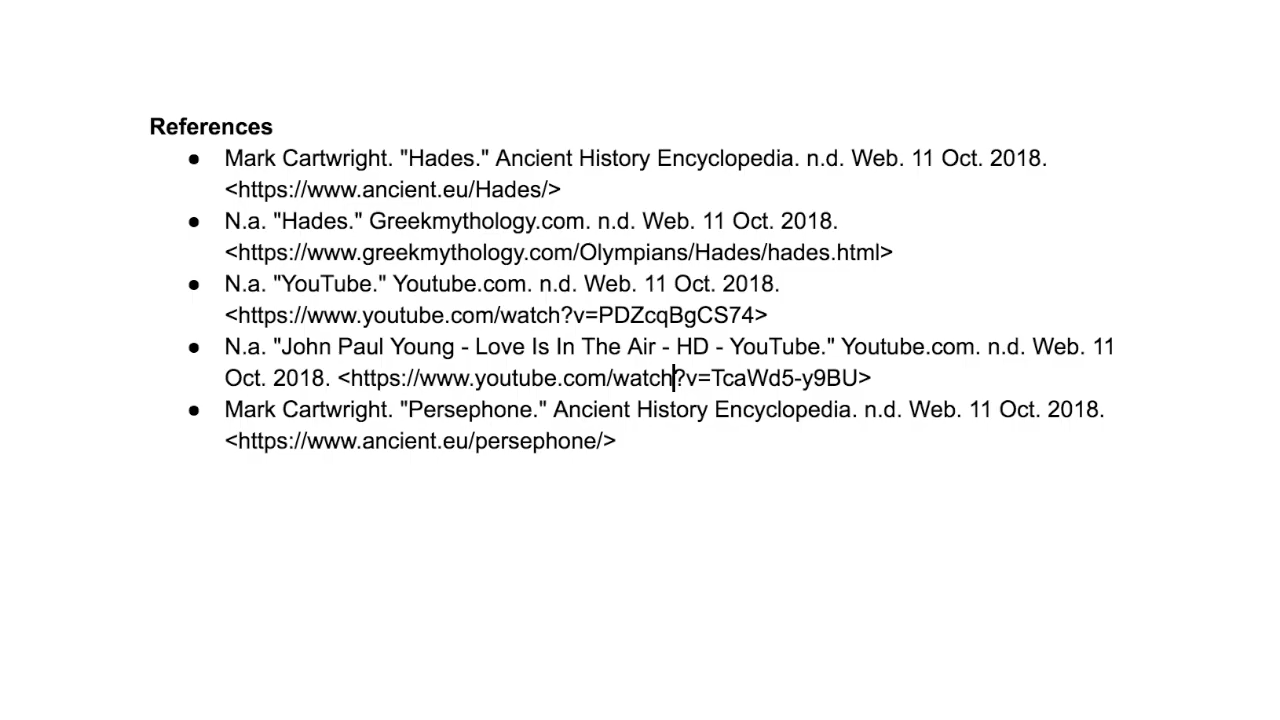 References
● Mark Cartwright. "Hades." Ancient History Encyclopedia. n.d. Web. 11 Oct. 2018.
<https://www.ancient.eu/Hades/>
● N.a. "Hades." Greekmythology.com. n.d. Web. 11 Oct. 2018.
<https://www.greekmythology.com/Olympians/Hades/hades.html>
● N.a. "YouTube." Youtube.com. n.d. Web. 11 Oct. 2018.
<https://www.youtube.com/watch?v=PDZcqBgCS74>
● N.a. "John Paul Young - Love Is In The Air - HD - YouTube." Youtube.com. n.d. Web. 11
Oct. 2018. <https://www.youtube.com/watch?v=TcaWd5-y9BU>
● Mark Cartwright. "Persephone." Ancient History Encyclopedia. n.d. Web. 11 Oct. 2018.
<https://www.ancient.eu/persephone/>